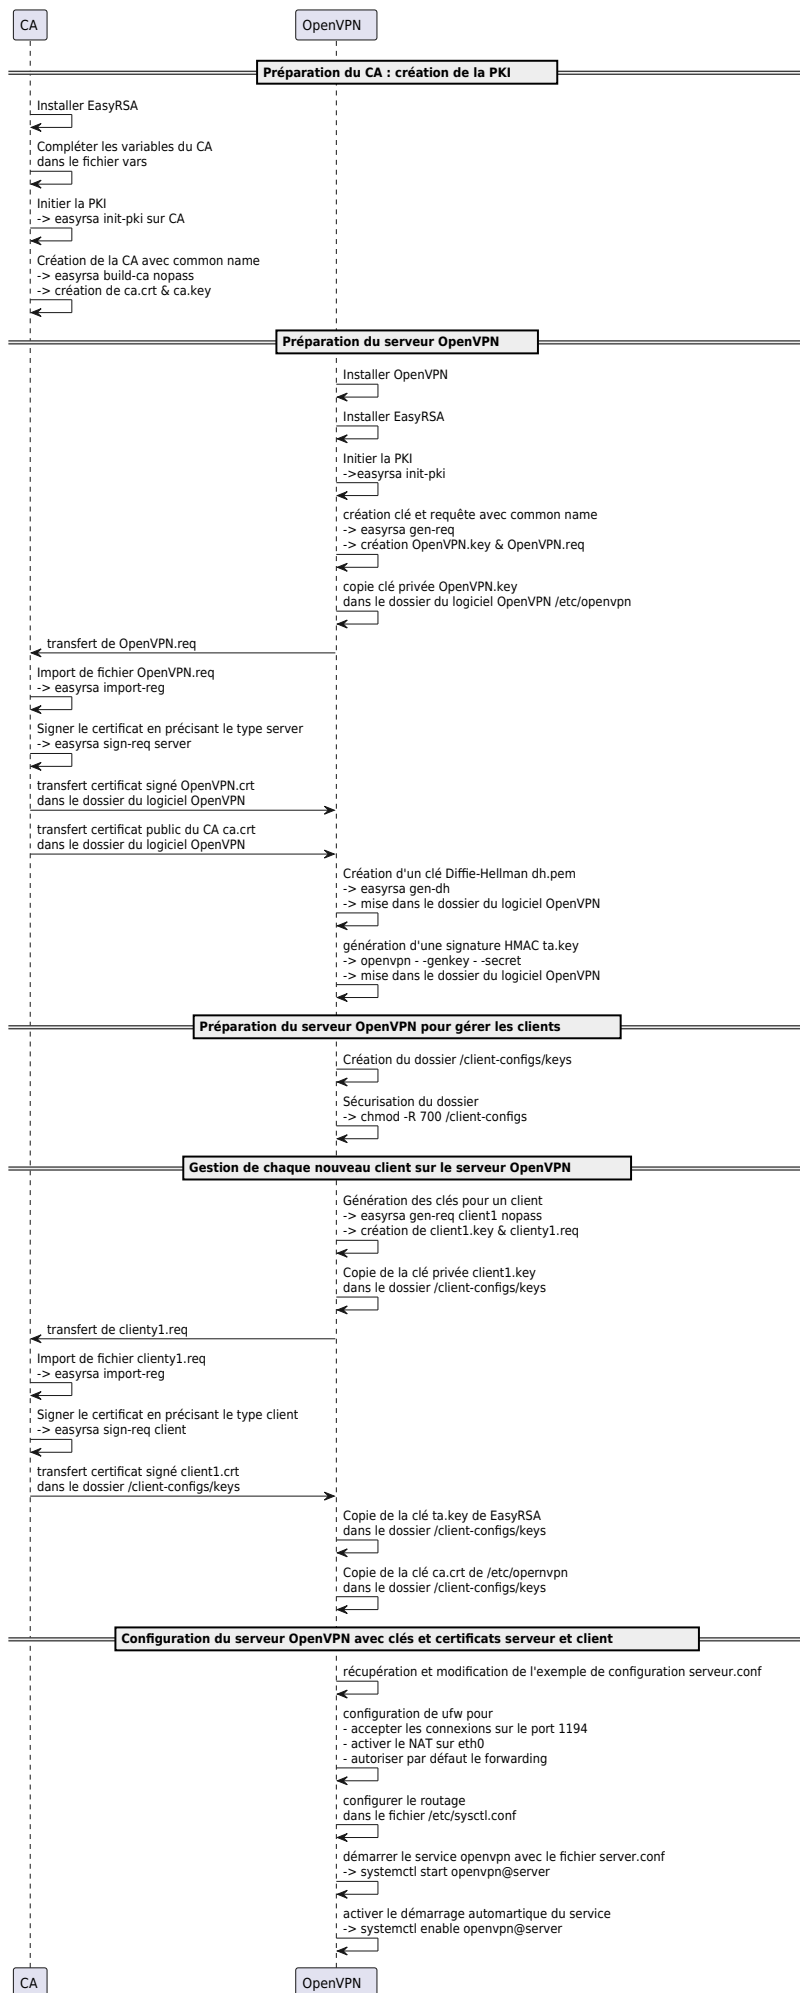 CA
OpenVPN
Préparation du CA : création de la PKI
Installer EasyRSA
Compléter les variables du CA
dans le fichier vars
Initier la PKI
-> easyrsa init-pki sur CA
Création de la CA avec common name
-> easyrsa build-ca nopass
-> création de ca.crt & ca.key
Préparation du serveur OpenVPN
Installer OpenVPN
Installer EasyRSA
Initier la PKI
->easyrsa init-pki
création clé et requête avec common name
-> easyrsa gen-req
-> création OpenVPN.key & OpenVPN.req
copie clé privée OpenVPN.key
dans le dossier du logiciel OpenVPN /etc/openvpn
transfert de OpenVPN.req
Import de fichier OpenVPN.req
-> easyrsa import-reg
Signer le certificat en précisant le type server
-> easyrsa sign-req server
transfert certificat signé OpenVPN.crt
dans le dossier du logiciel OpenVPN
transfert certificat public du CA ca.crt
dans le dossier du logiciel OpenVPN
Création d'un clé Diffie-Hellman dh.pem
-> easyrsa gen-dh
-> mise dans le dossier du logiciel OpenVPN
génération d'une signature HMAC ta.key
-> openvpn - -genkey - -secret
-> mise dans le dossier du logiciel OpenVPN
Préparation du serveur OpenVPN pour gérer les clients
Création du dossier /client-configs/keys
Sécurisation du dossier
-> chmod -R 700 /client-configs
Gestion de chaque nouveau client sur le serveur OpenVPN
Génération des clés pour un client
-> easyrsa gen-req client1 nopass
-> création de client1.key & clienty1.req
Copie de la clé privée client1.key
dans le dossier /client-configs/keys
transfert de clienty1.req
Import de fichier clienty1.req
-> easyrsa import-reg
Signer le certificat en précisant le type client
-> easyrsa sign-req client
transfert certificat signé client1.crt
dans le dossier /client-configs/keys
Copie de la clé ta.key de EasyRSA
dans le dossier /client-configs/keys
Copie de la clé ca.crt de /etc/opernvpn
dans le dossier /client-configs/keys
Configuration du serveur OpenVPN avec clés et certificats serveur et client
récupération et modification de l'exemple de configuration serveur.conf
configuration de ufw pour
- accepter les connexions sur le port 1194
- activer le NAT sur eth0
- autoriser par défaut le forwarding
configurer le routage
dans le fichier /etc/sysctl.conf
démarrer le service openvpn avec le fichier server.conf
-> systemctl start openvpn@server
activer le démarrage automartique du service
-> systemctl enable openvpn@server
CA
OpenVPN